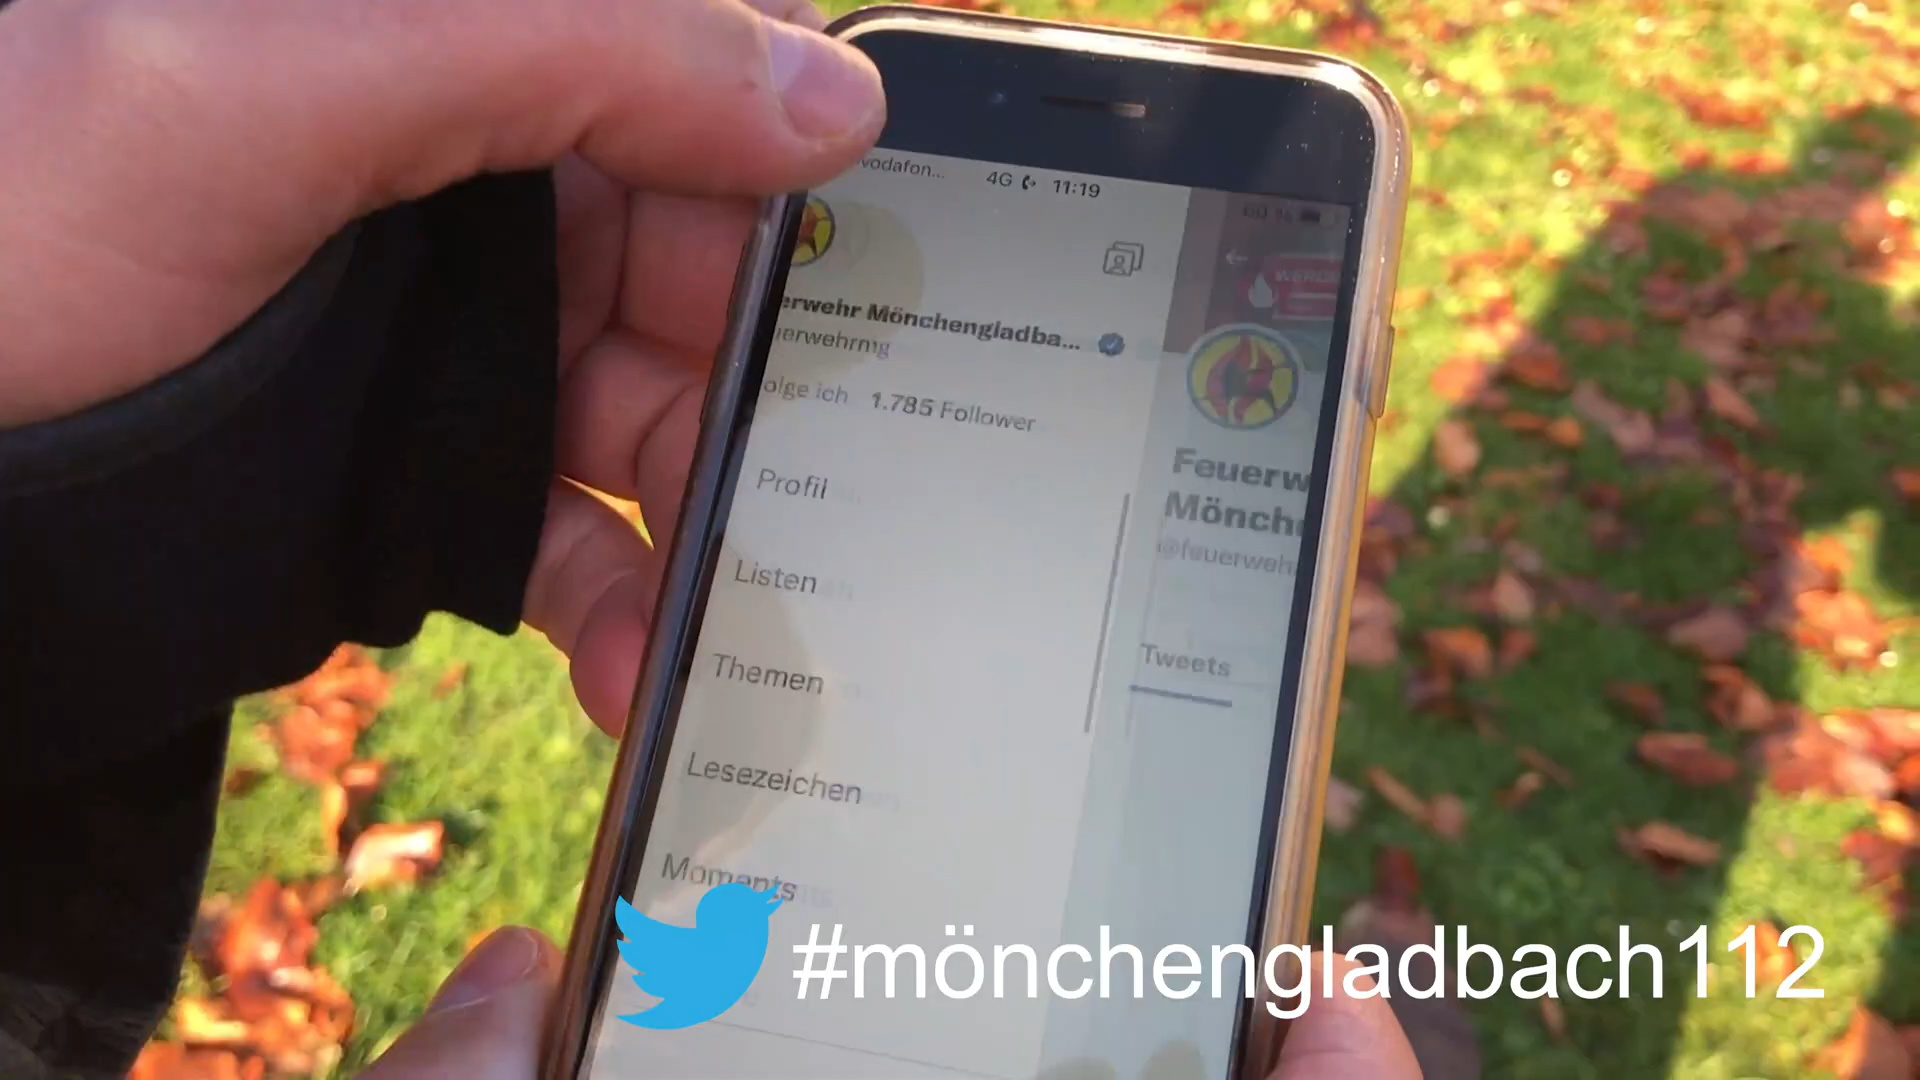 vodafon... 4G 11:19
erwehr Mönchengladba...
erwehrmg
olge ich 1.785 Follower
Profil
Listen
Themen
Lesezeichen
Moments
WERDE
Feuerw
Mönch
@feuerweh
Tweets
#mönchengladbach112